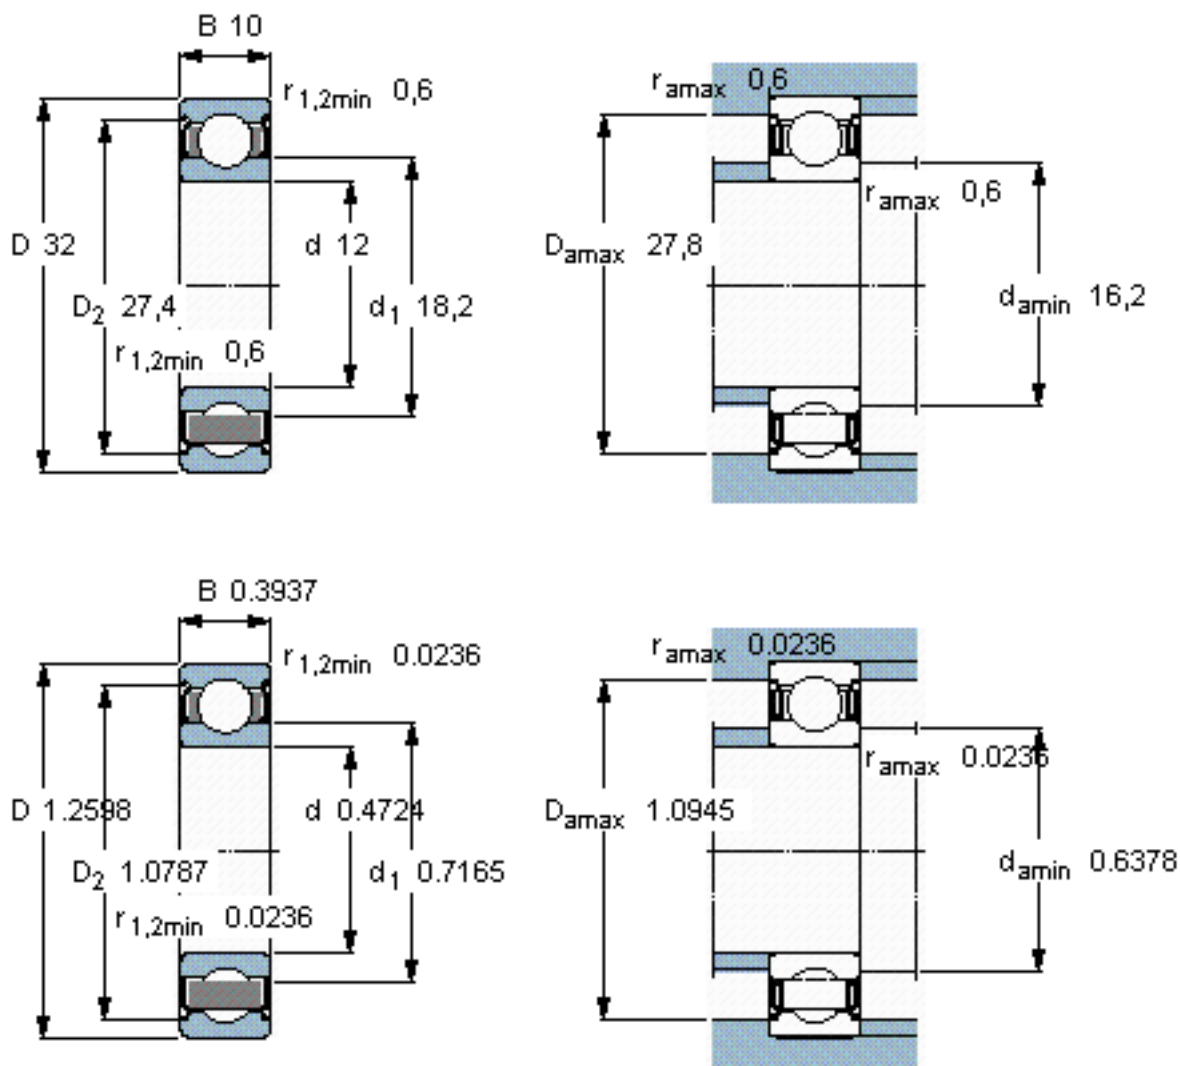 B 10
r1,2min 0,6
D 32
d 12
D2 27,4
d1 18,2
r1,2min 0,6
ramax 0,6
ramax 0,6
Damax 27,8
damin 16,2
B 0.3937
r1,2min 0.0236
D 1.2598
d 0.4724
D2 1.0787
d1 0.7165
r1,2min 0.0236
ramax 0.0236
ramax 0.0236
Damax 1.0945
damin 0.6378